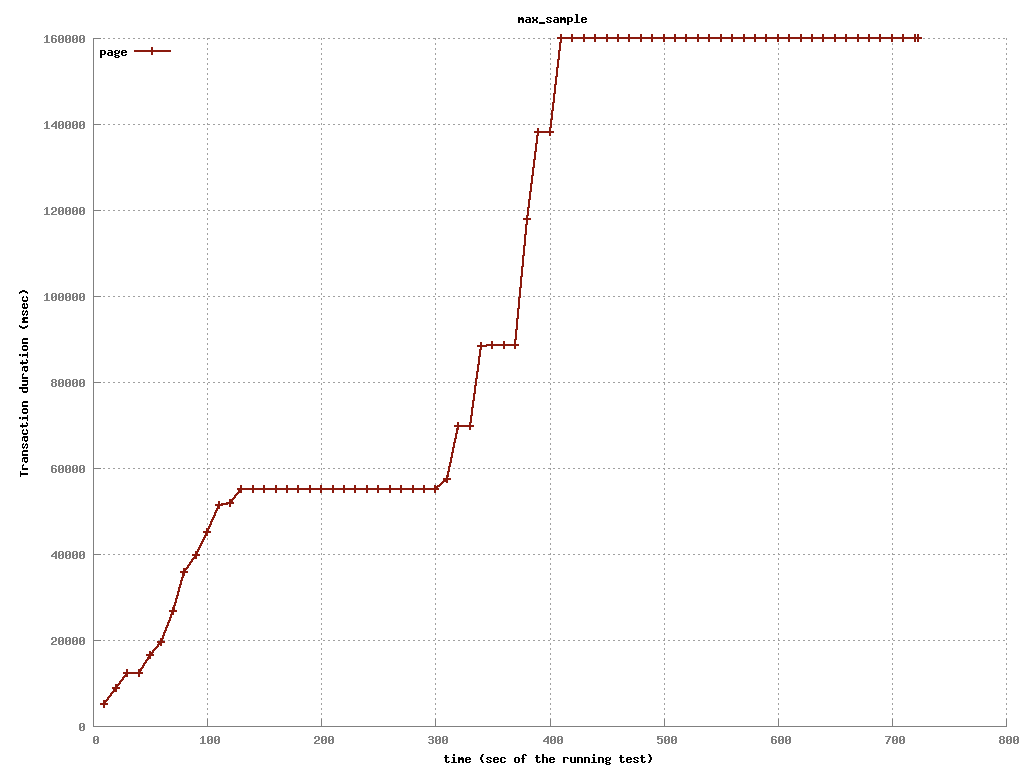 max_sample
page
160000
140000
120000
100000
80000
60000
40000
20000
0
Transaction duration (msec)
0 100 200 300 400 500 600 700 800
time (sec of the running test)